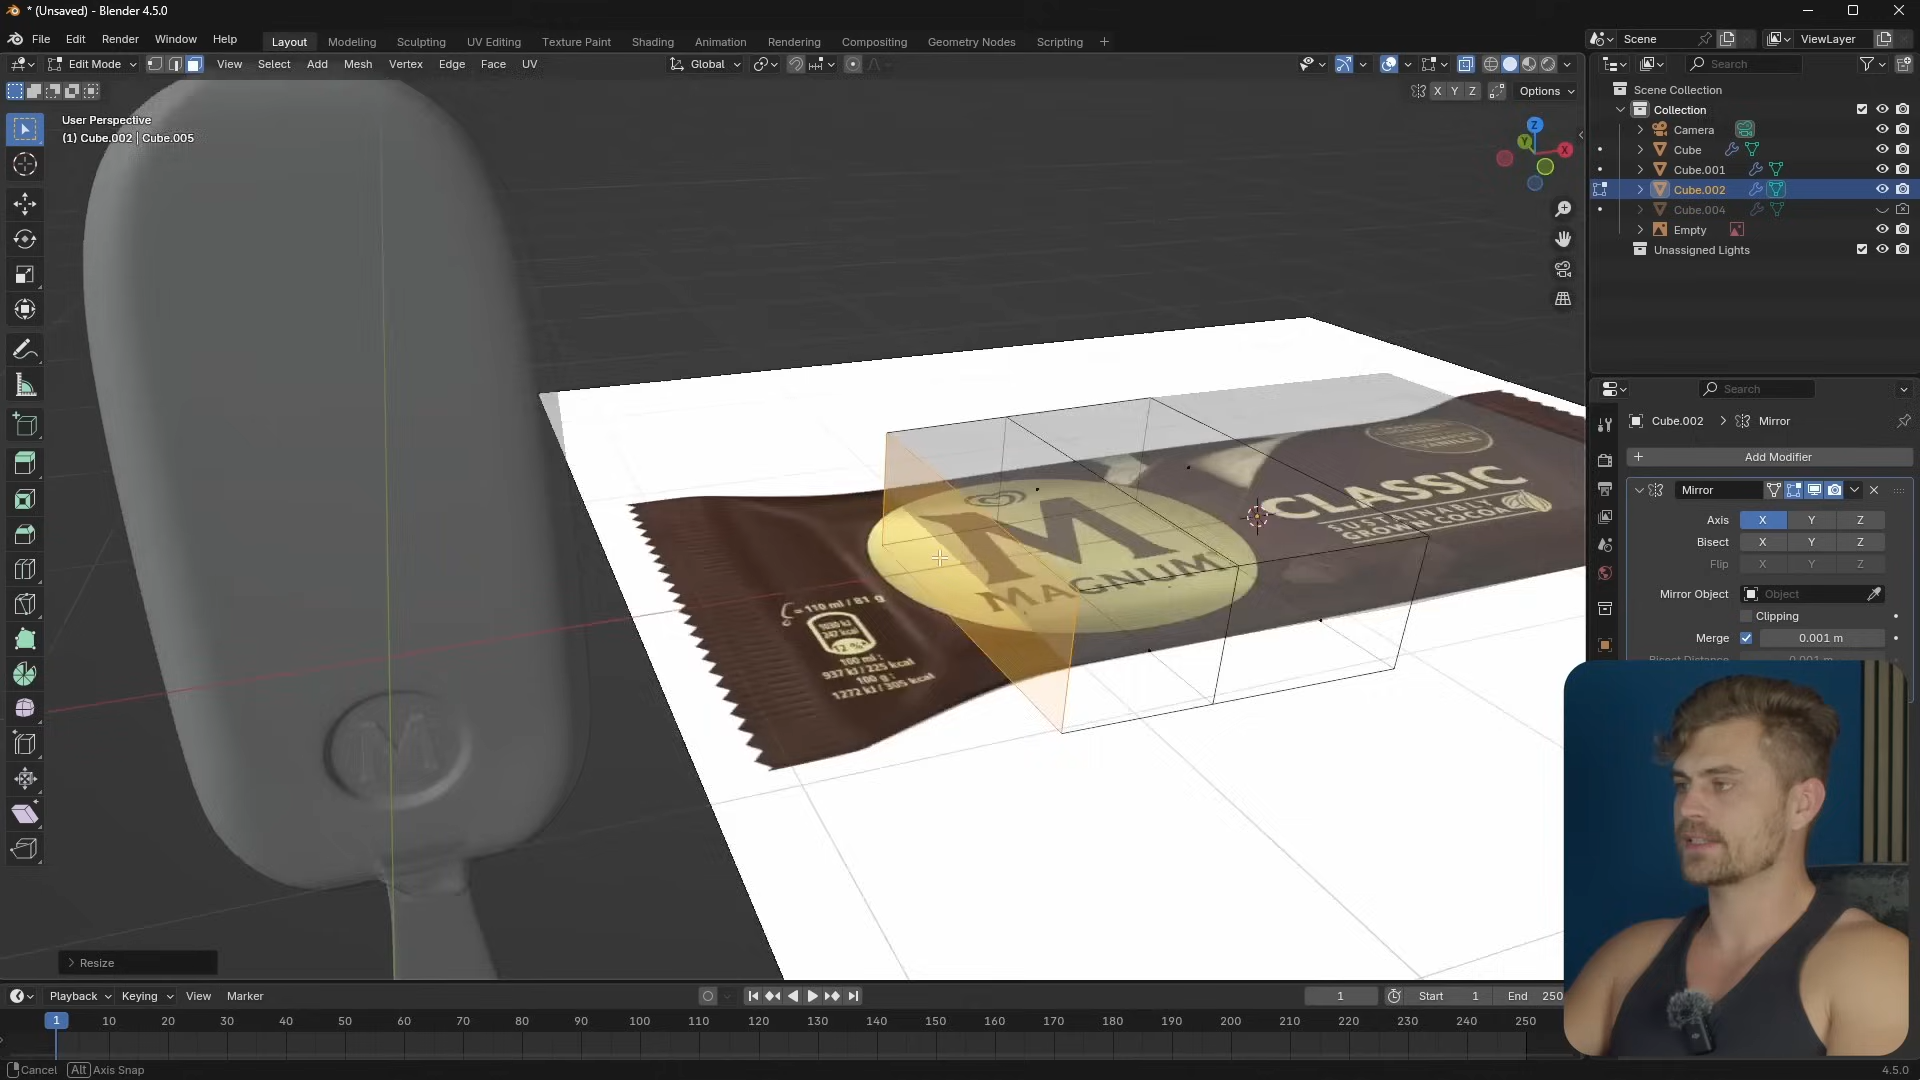 * (Unsaved) - Blender 4.5.0
File Edit Render Window Help
Layout Modeling Sculpting UV Editing Texture Paint Shading Animation Rendering Compositing Geometry Nodes Scripting +
Scene
ViewLayer
Edit Mode View Select Add Mesh Vertex Edge Face UV
Global
Search
X Y Z Options
User Perspective
(1) Cube.002 | Cube.005
Z
Y
X
Scene Collection
Collection
Camera
Cube
Cube.001
Cube.002
Cube.004
Empty
Unassigned Lights
Search
Cube.002 > Mirror
+ Add Modifier
Mirror
Axis X Y Z
Bisect X Y Z
Flip X Y Z
Mirror Object Object
Clipping
Merge 0.001 m
Bisect Distance 0.001 m
VANILLA
CLASSIC
SUSTAINABLY
GROWN COCOA
M
MAGNUM
= 110 ml / 81 g
12 %*
100 ml :
937 kJ / 225 kcal
100 g :
1272 kJ / 305 kcal
M
Resize
Playback Keying View Marker
1
Start 1 End 250
1 10 20 30 40 50 60 70 80 90 100 110 120 130 140 150 160 170 180 190 200 210 220 230 240 250
Cancel Alt Axis Snap
4.5.0